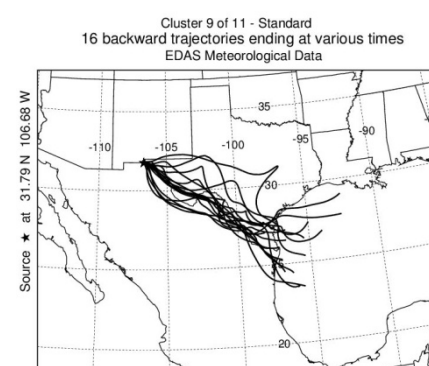 Cluster 9 of 11 - Standard
16 backward trajectories ending at various times
EDAS Meteorological Data
Source ★ at 31.79 N 106.68 W
35
-90
-95
-100
-105
-110
30
20